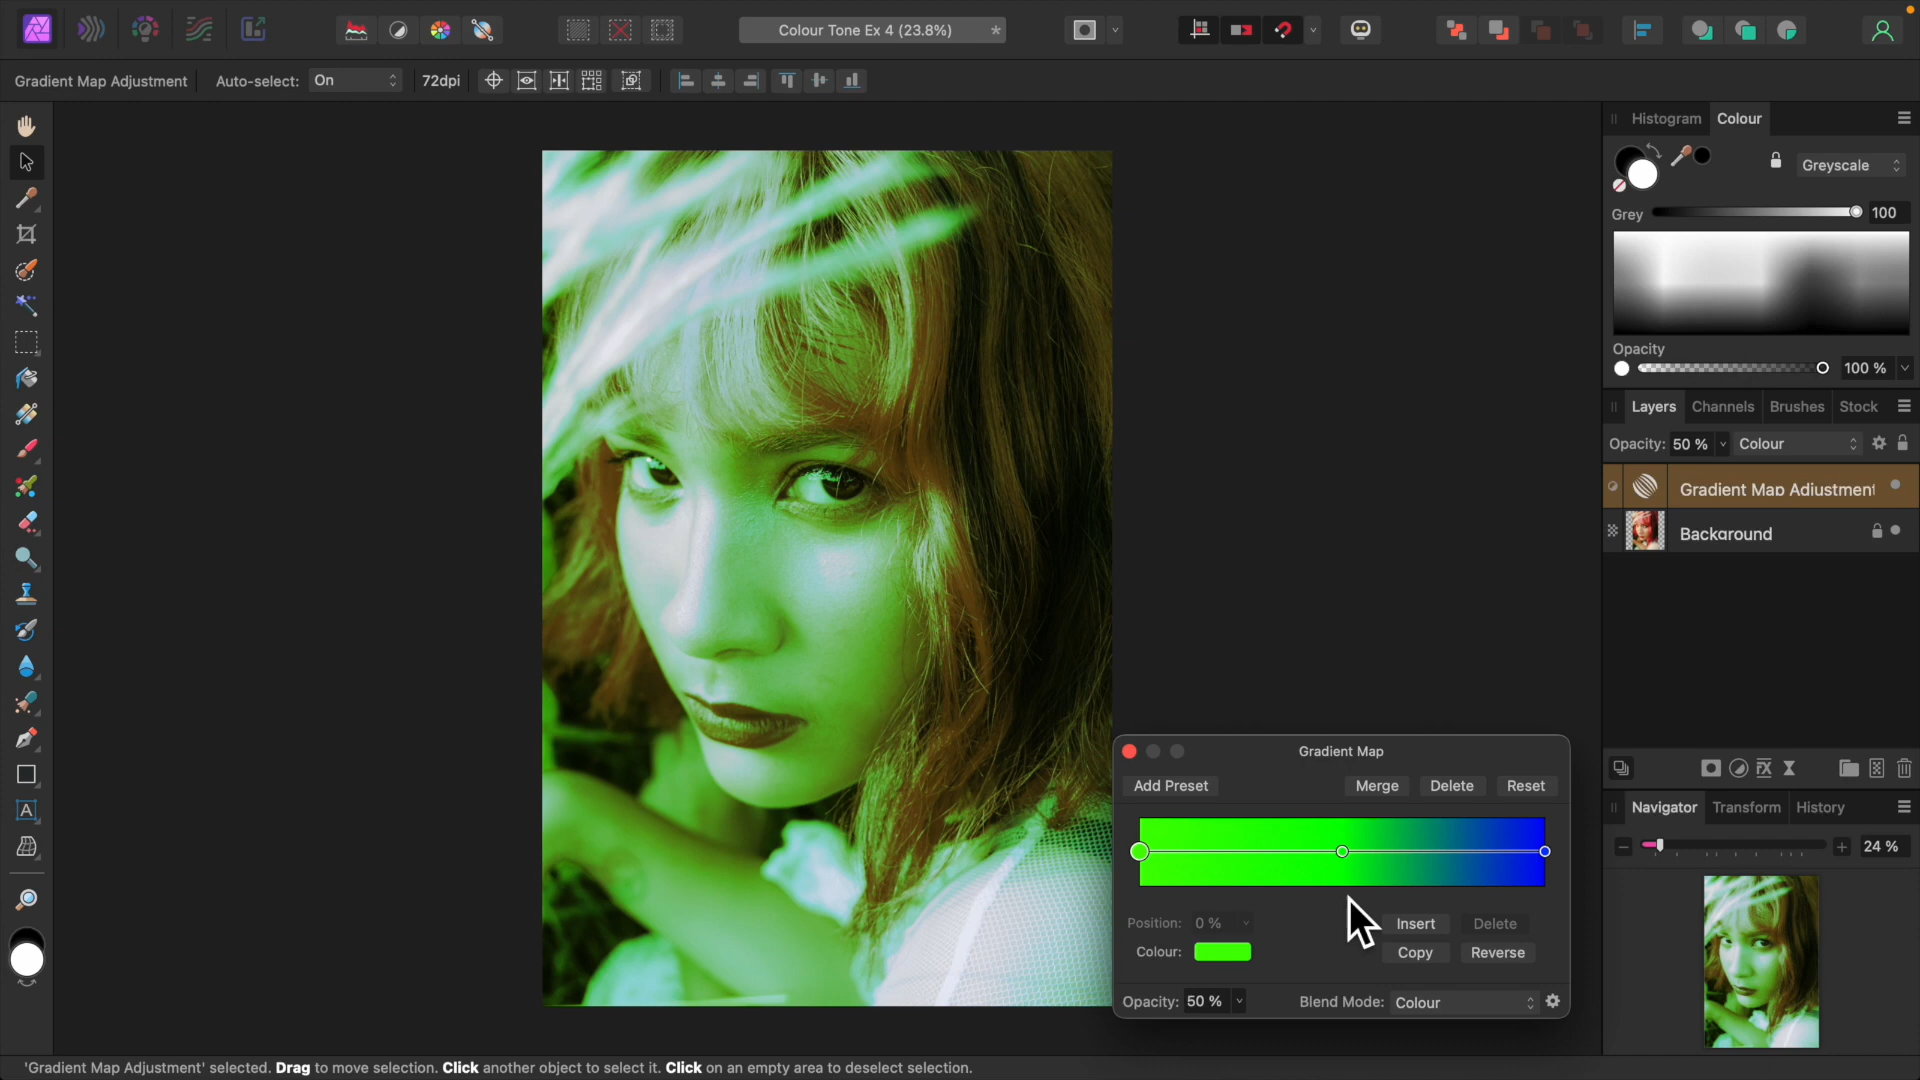 Colour Tone Ex 4 (23.8%) *
Gradient Map Adjustment Auto-select: On 72dpi
Histogram Colour
Greyscale
Grey 100
Opacity
100 %
Layers Channels Brushes Stock
Opacity: 50 % Colour
Gradient Map Adjustment
Background
Gradient Map
Add Preset Merge Delete Reset
Position: 0 % Insert Delete
Colour: Copy Reverse
Opacity: 50 % Blend Mode: Colour
Navigator Transform History
24 %
A
'Gradient Map Adjustment' selected. Drag to move selection. Click another object to select it. Click on an empty area to deselect selection.